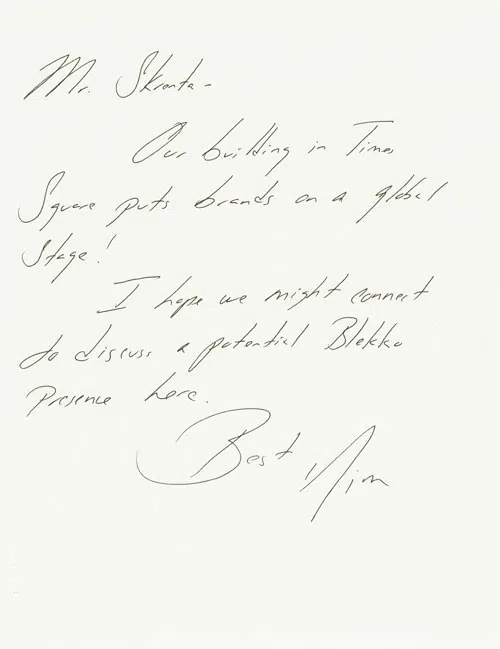 Mr. Skrenta-
Our building in Times
Square puts brands on a global
Stage!
I hope we might connect
to discuss a potential Blekko
Presence here.
Best